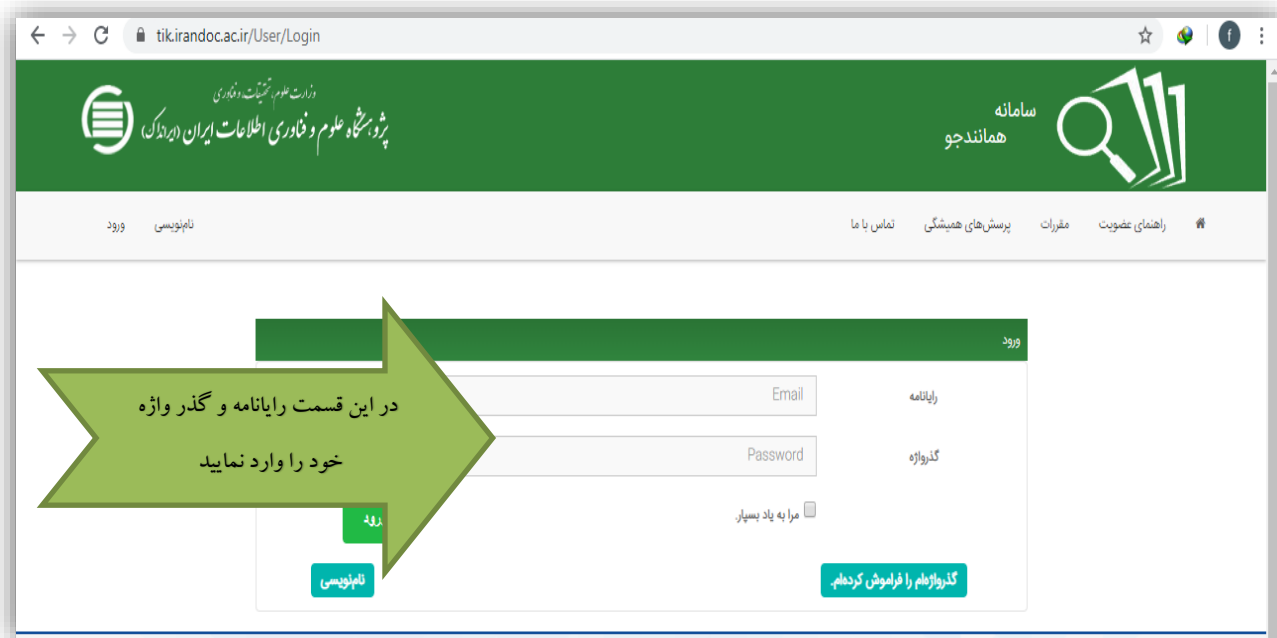 tik.irandoc.ac.ir/User/Login
f
سامانه
همانندجو
وزارت علوم، تحقیقات و فناوری
پژوهشگاه علوم و فناوری اطلاعات ایران (ایرانداک)
راهنمای عضویت
مقررات
پرسش‌های همیشگی
تماس با ما
نام‌نویسی
ورود
ورود
رایانامه
Email
گذرواژه
Password
در این قسمت رایانامه و گذر واژه
خود را وارد نمایید
مرا به یاد بسپار.
گذرواژه‌ام را فراموش کرده‌ام.
نام‌نویسی